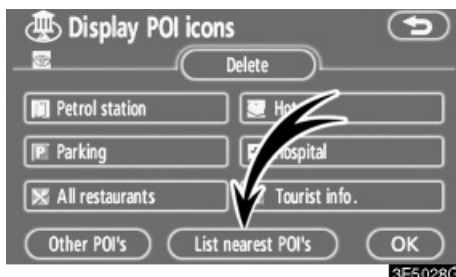 Display POI icons
Delete
Petrol station
Parking
Hospital
All restaurants
Tourist info.
Other POI's
List nearest POI's
OK
3E5028G